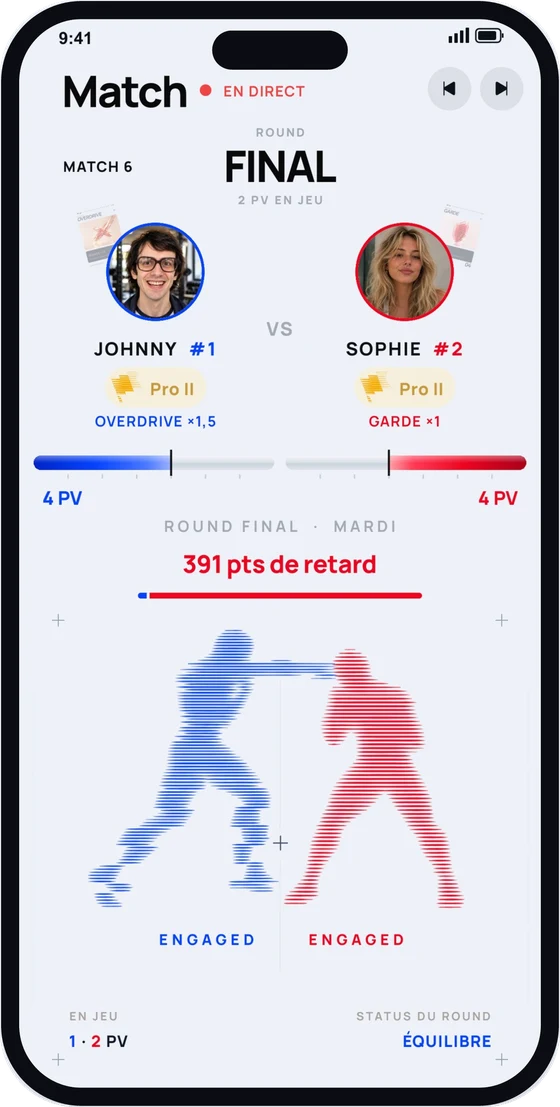 9:41
Match EN DIRECT
ROUND
MATCH 6
FINAL
2 PV EN JEU
OVERDRIVE
GARDE
VS
JOHNNY #1
SOPHIE #2
Pro II
Pro II
OVERDRIVE ×1,5
GARDE ×1
4 PV
4 PV
ROUND FINAL · MARDI
391 pts de retard
ENGAGED
ENGAGED
EN JEU
STATUS DU ROUND
1 · 2 PV
ÉQUILIBRE